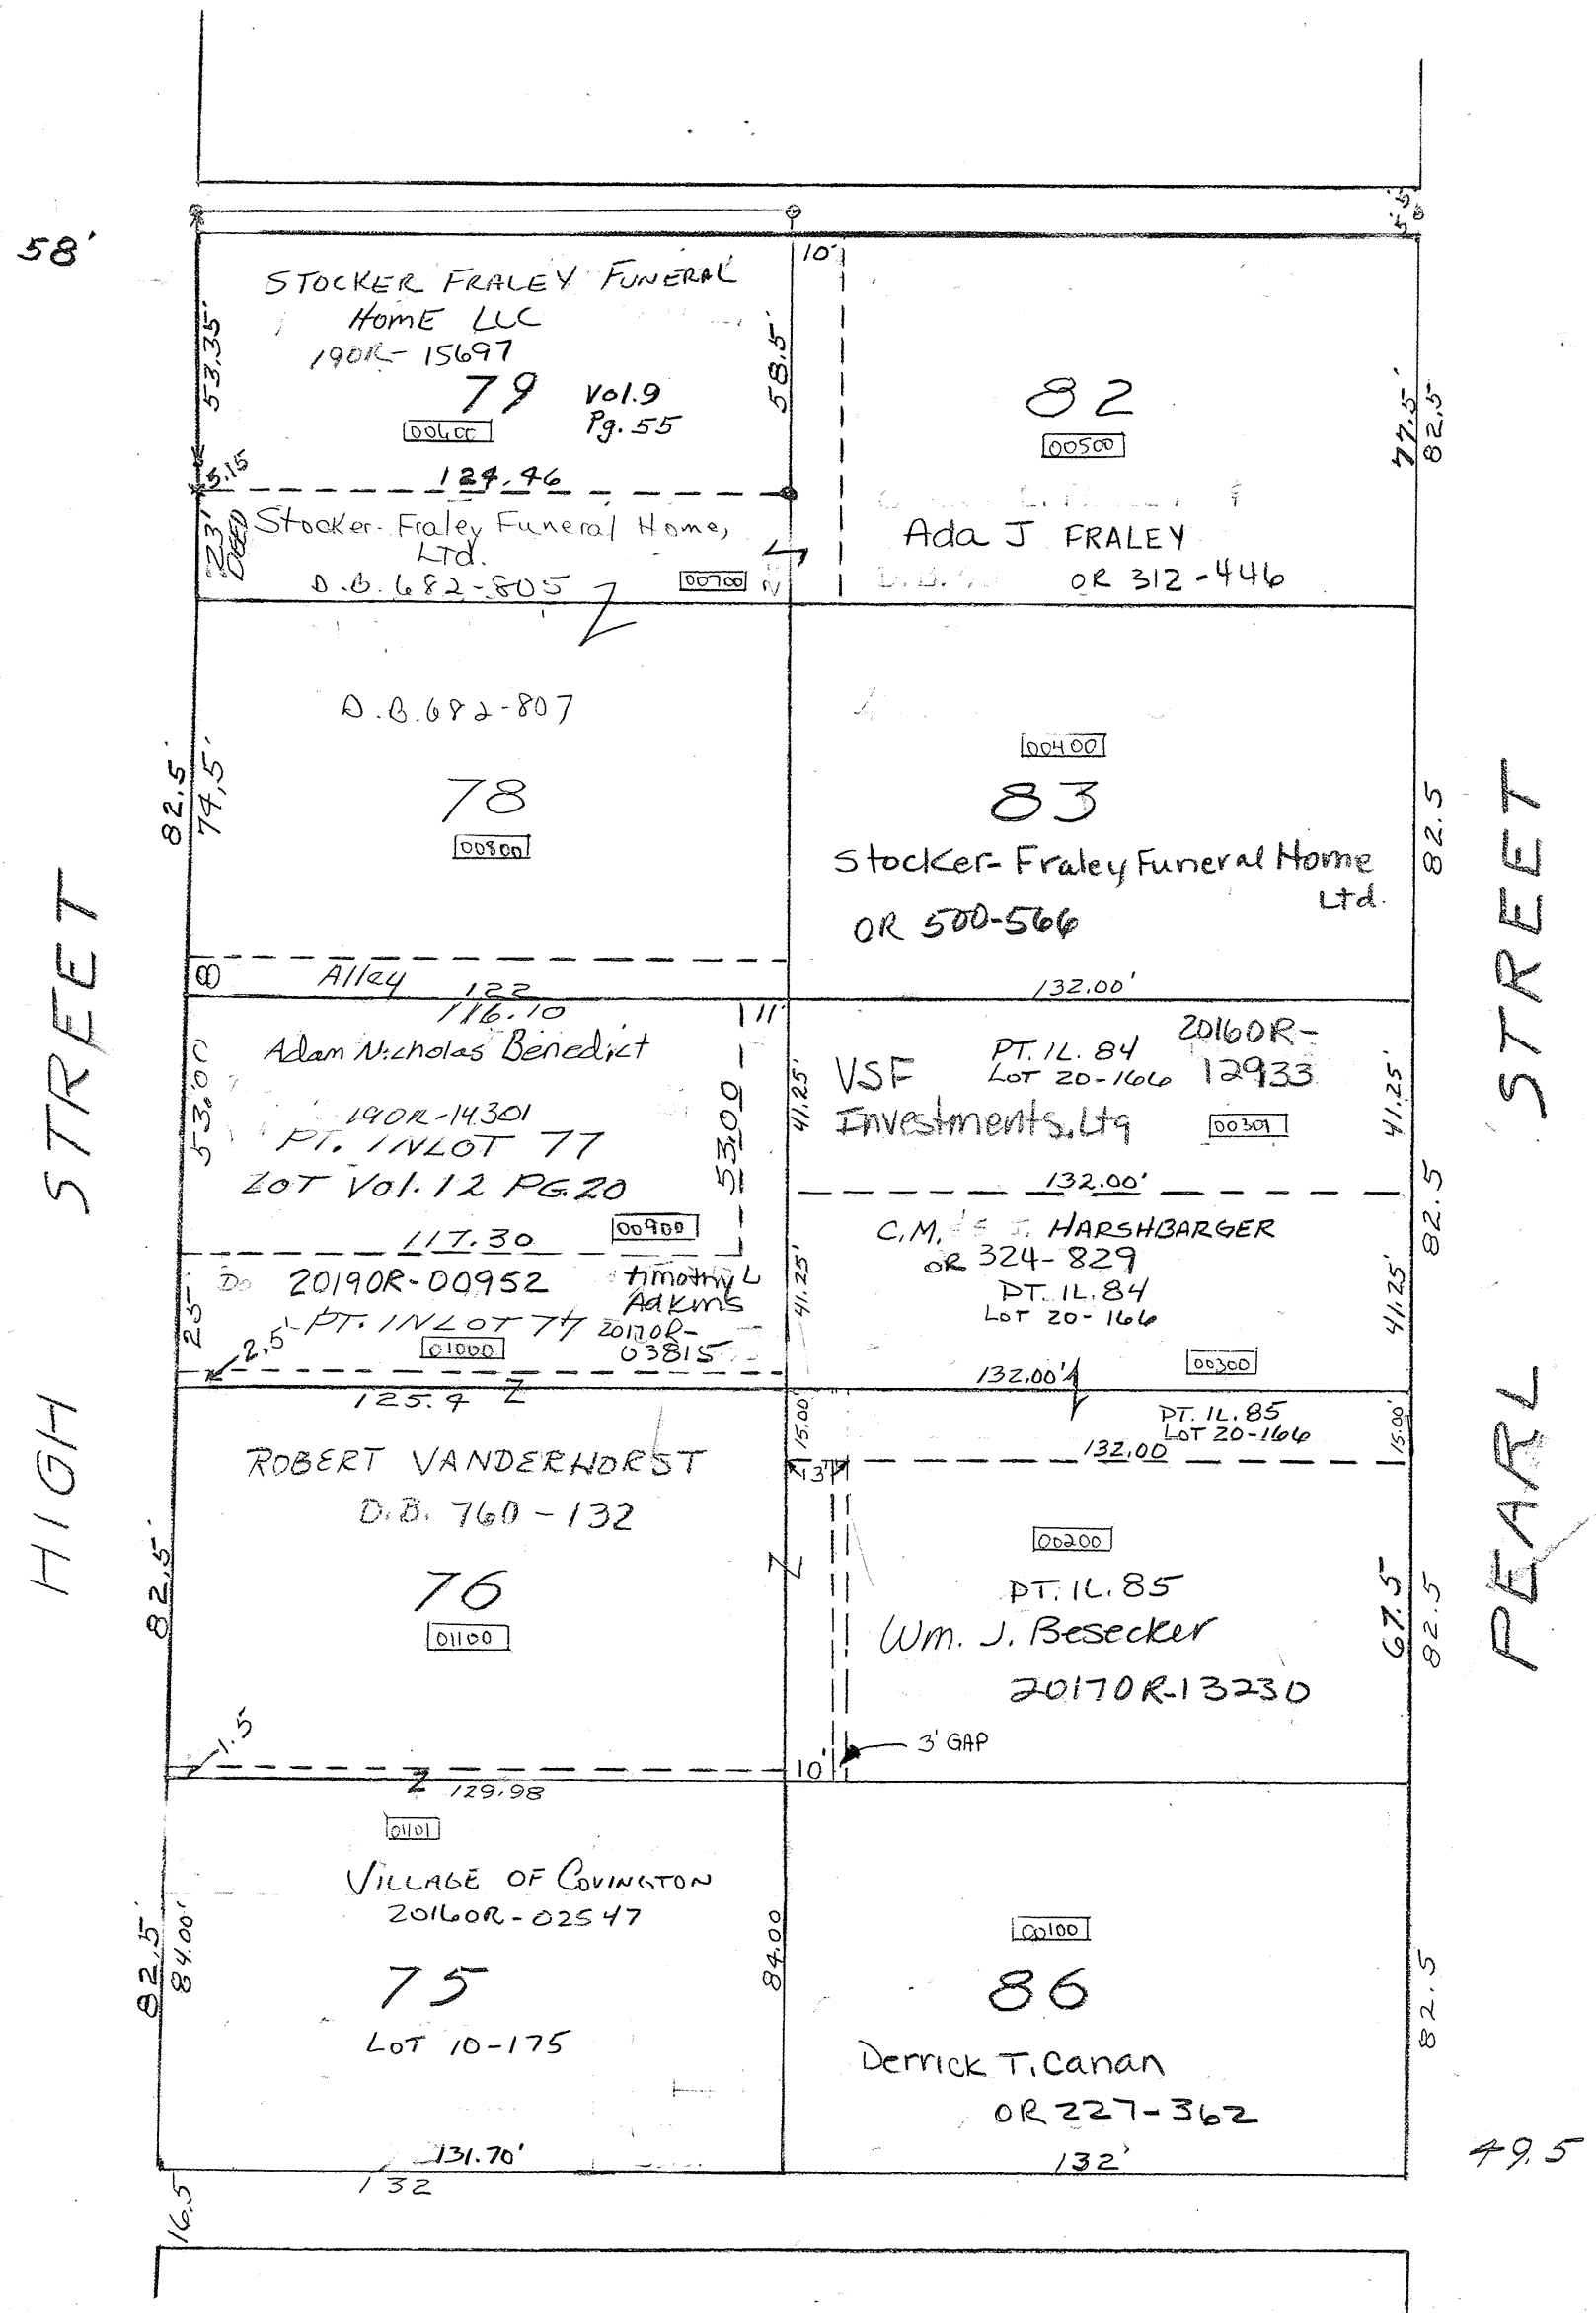 58'
5.5'
STOCKER FRALEY FUNERAL
HOME LLC
190R-15697
79
Vol.9
Pg.55
00600
53.35'
58.5'
10'
5.15
124.46
23'
DEED
Stocker-Fraley Funeral Home,
Ltd.
D.B. 682-805
00700
82
00500
77.5'
82.5
Ada J FRALEY
OR 312-446
D.B. 682-807
78
00800
82.5'
74.5'
8
Alley
122
00400
83
Stocker-Fraley Funeral Home
Ltd.
OR 500-566
82.5
132.00'
116.10
11'
Adam Nicholas Benedict
190R-14301
PT. INLOT 77
LOT Vol. 12 PG.20
00900
53.00
53.00
117.30
41.25'
VSF
Investments, Ltd
PT. IL. 84
LOT 20-166
20160R-
12933
00301
41.25'
132.00'
82.5
C.M.
J. HARSHBARGER
OR 324-829
PT. IL. 84
LOT 20-166
41.25'
41.25'
00300
132.00'
20190R-00952
Timothy L
Adkins
PT. INLOT 77
20170R-
03815
01000
25'
2.5'
125.4
ROBERT VANDERHORST
D.B. 760-132
76
01100
82.5'
1.5
129.98
15.00'
PT. IL. 85
LOT 20-166
15.00'
132.00
13'
00200
PT. IL. 85
Wm. J. Besecker
20170R-13230
67.5
82.5
3' GAP
10'
01101
VILLAGE OF COVINGTON
20160R-02547
75
LOT 10-175
82.5'
84.00'
84.00
131.70'
132
16.5
00100
86
Derrick T. Canan
OR 227-362
132'
82.5
49.5
HIGH STREET
PEARL STREET